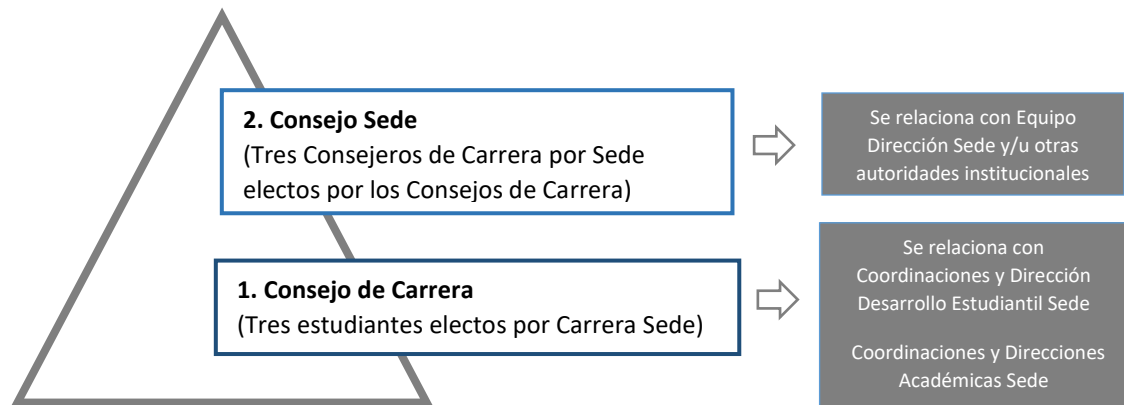 2. Consejo Sede
(Tres Consejeros de Carrera por Sede
electos por los Consejos de Carrera)
Se relaciona con Equipo
Dirección Sede y/u otras
autoridades institucionales
1. Consejo de Carrera
(Tres estudiantes electos por Carrera Sede)
Se relaciona con
Coordinaciones y Dirección
Desarrollo Estudiantil Sede
Coordinaciones y Direcciones
Académicas Sede